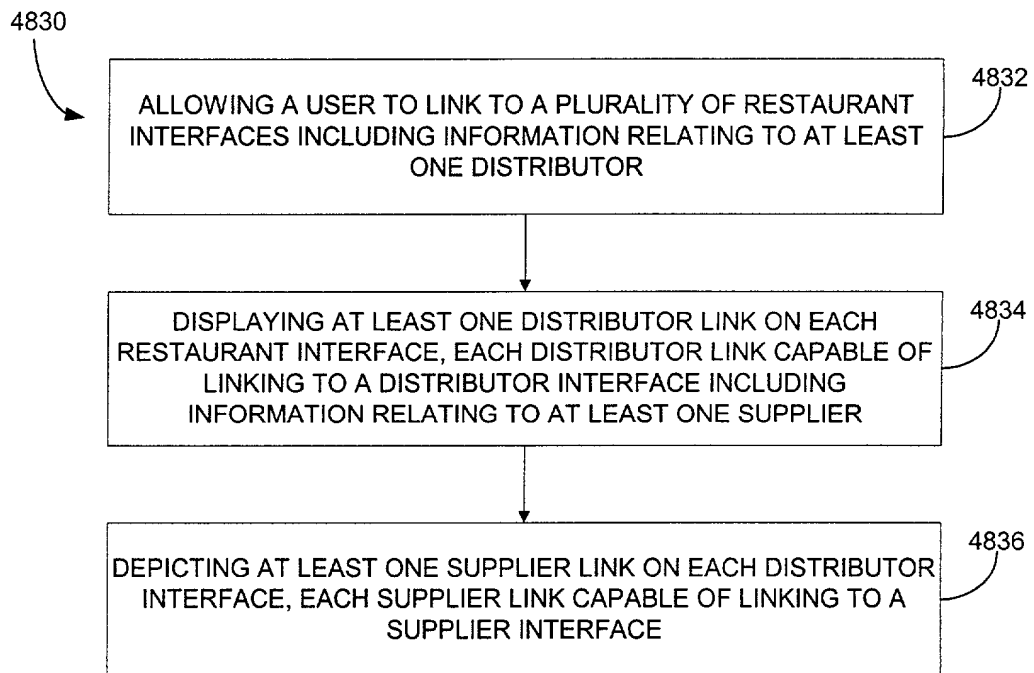 4830
4832
ALLOWING A USER TO LINK TO A PLURALITY OF RESTAURANT
INTERFACES INCLUDING INFORMATION RELATING TO AT LEAST
ONE DISTRIBUTOR
4834
DISPLAYING AT LEAST ONE DISTRIBUTOR LINK ON EACH
RESTAURANT INTERFACE, EACH DISTRIBUTOR LINK CAPABLE OF
LINKING TO A DISTRIBUTOR INTERFACE INCLUDING
INFORMATION RELATING TO AT LEAST ONE SUPPLIER
4836
DEPICTING AT LEAST ONE SUPPLIER LINK ON EACH DISTRIBUTOR
INTERFACE, EACH SUPPLIER LINK CAPABLE OF LINKING TO A
SUPPLIER INTERFACE